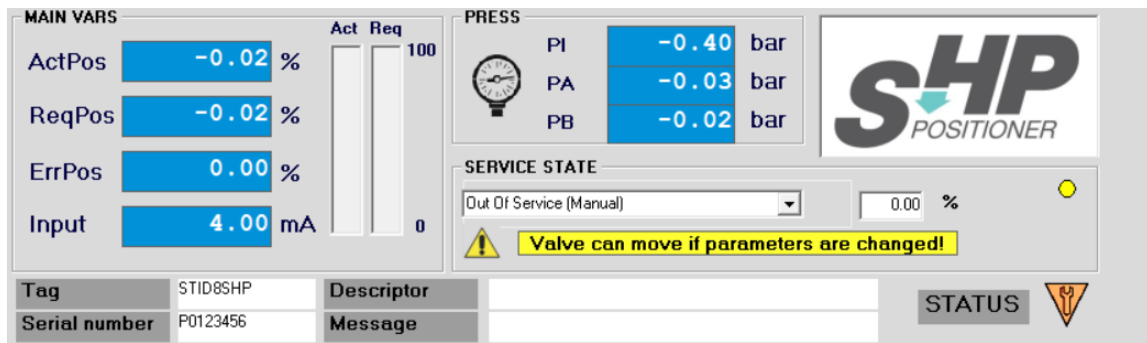 MAIN VARS
Act Req
ActPos -0.02 %
100
ReqPos -0.02 %
ErrPos 0.00 %
Input 4.00 mA
0
PRESS
PI -0.40 bar
PA -0.03 bar
PB -0.02 bar
SHP
POSITIONER
SERVICE STATE
Out Of Service (Manual) 0.00 %
Valve can move if parameters are changed!
Tag STID8SHP Descriptor
Serial number P0123456 Message
STATUS